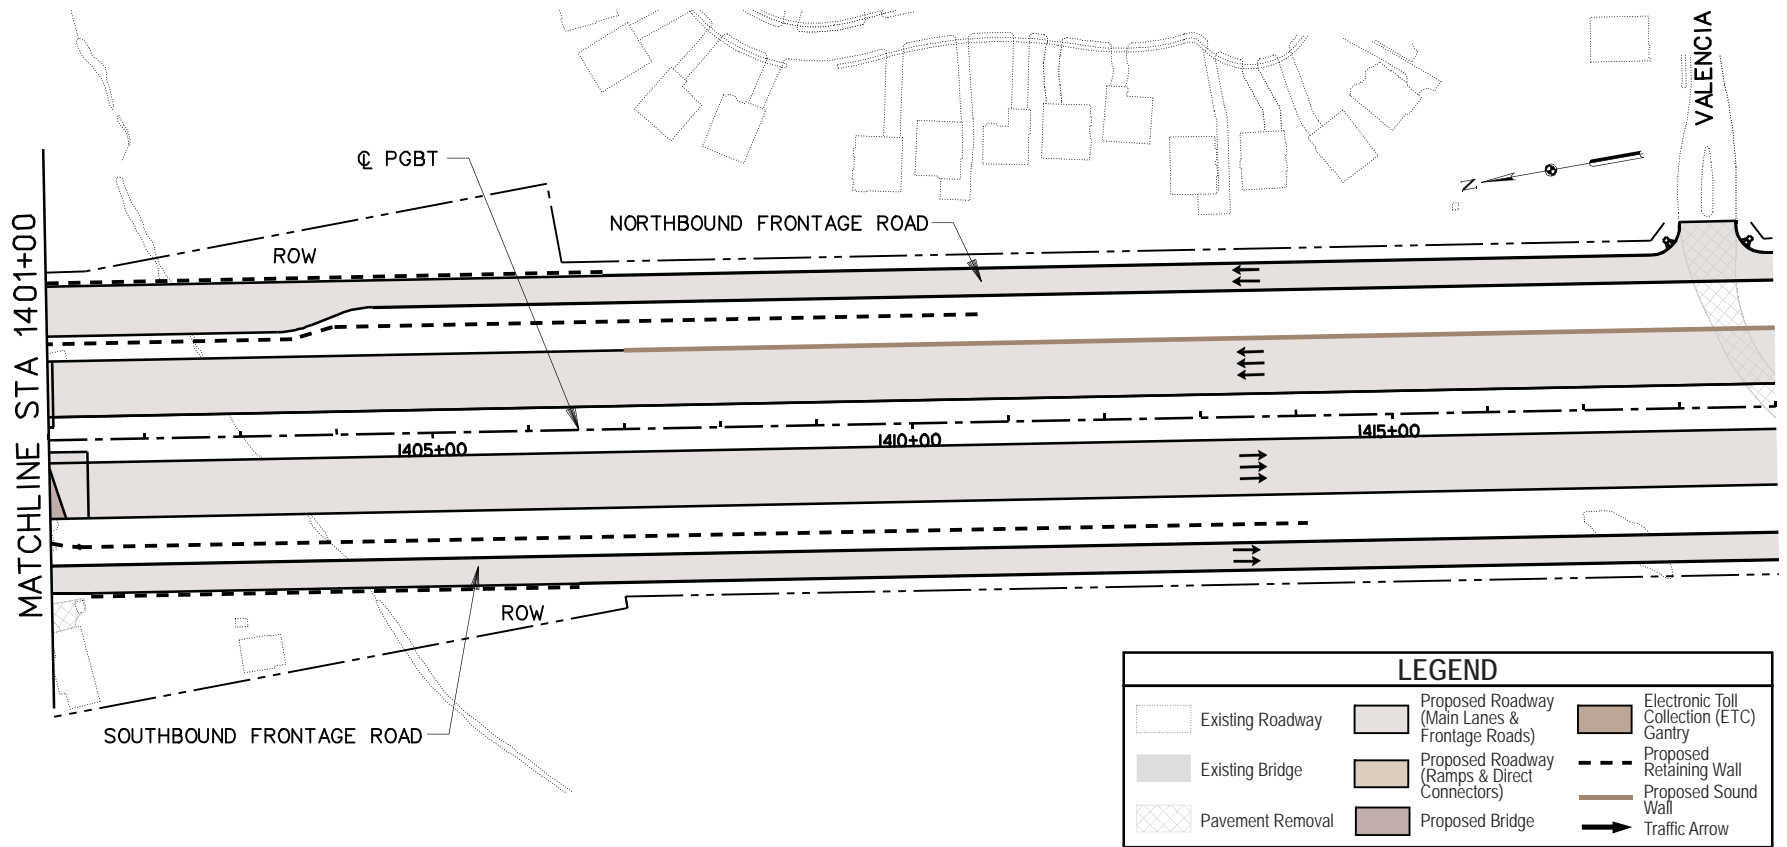 VALENCIA
℄ PGBT
N
NORTHBOUND FRONTAGE ROAD
ROW
MATCHLINE STA 1401+00
1405+00
1410+00
1415+00
ROW
SOUTHBOUND FRONTAGE ROAD
LEGEND
Existing Roadway
Existing Bridge
Pavement Removal
Proposed Roadway
(Main Lanes &
Frontage Roads)
Proposed Roadway
(Ramps & Direct
Connectors)
Proposed Bridge
Electronic Toll
Collection (ETC)
Gantry
Proposed
Retaining Wall
Proposed Sound
Wall
Traffic Arrow